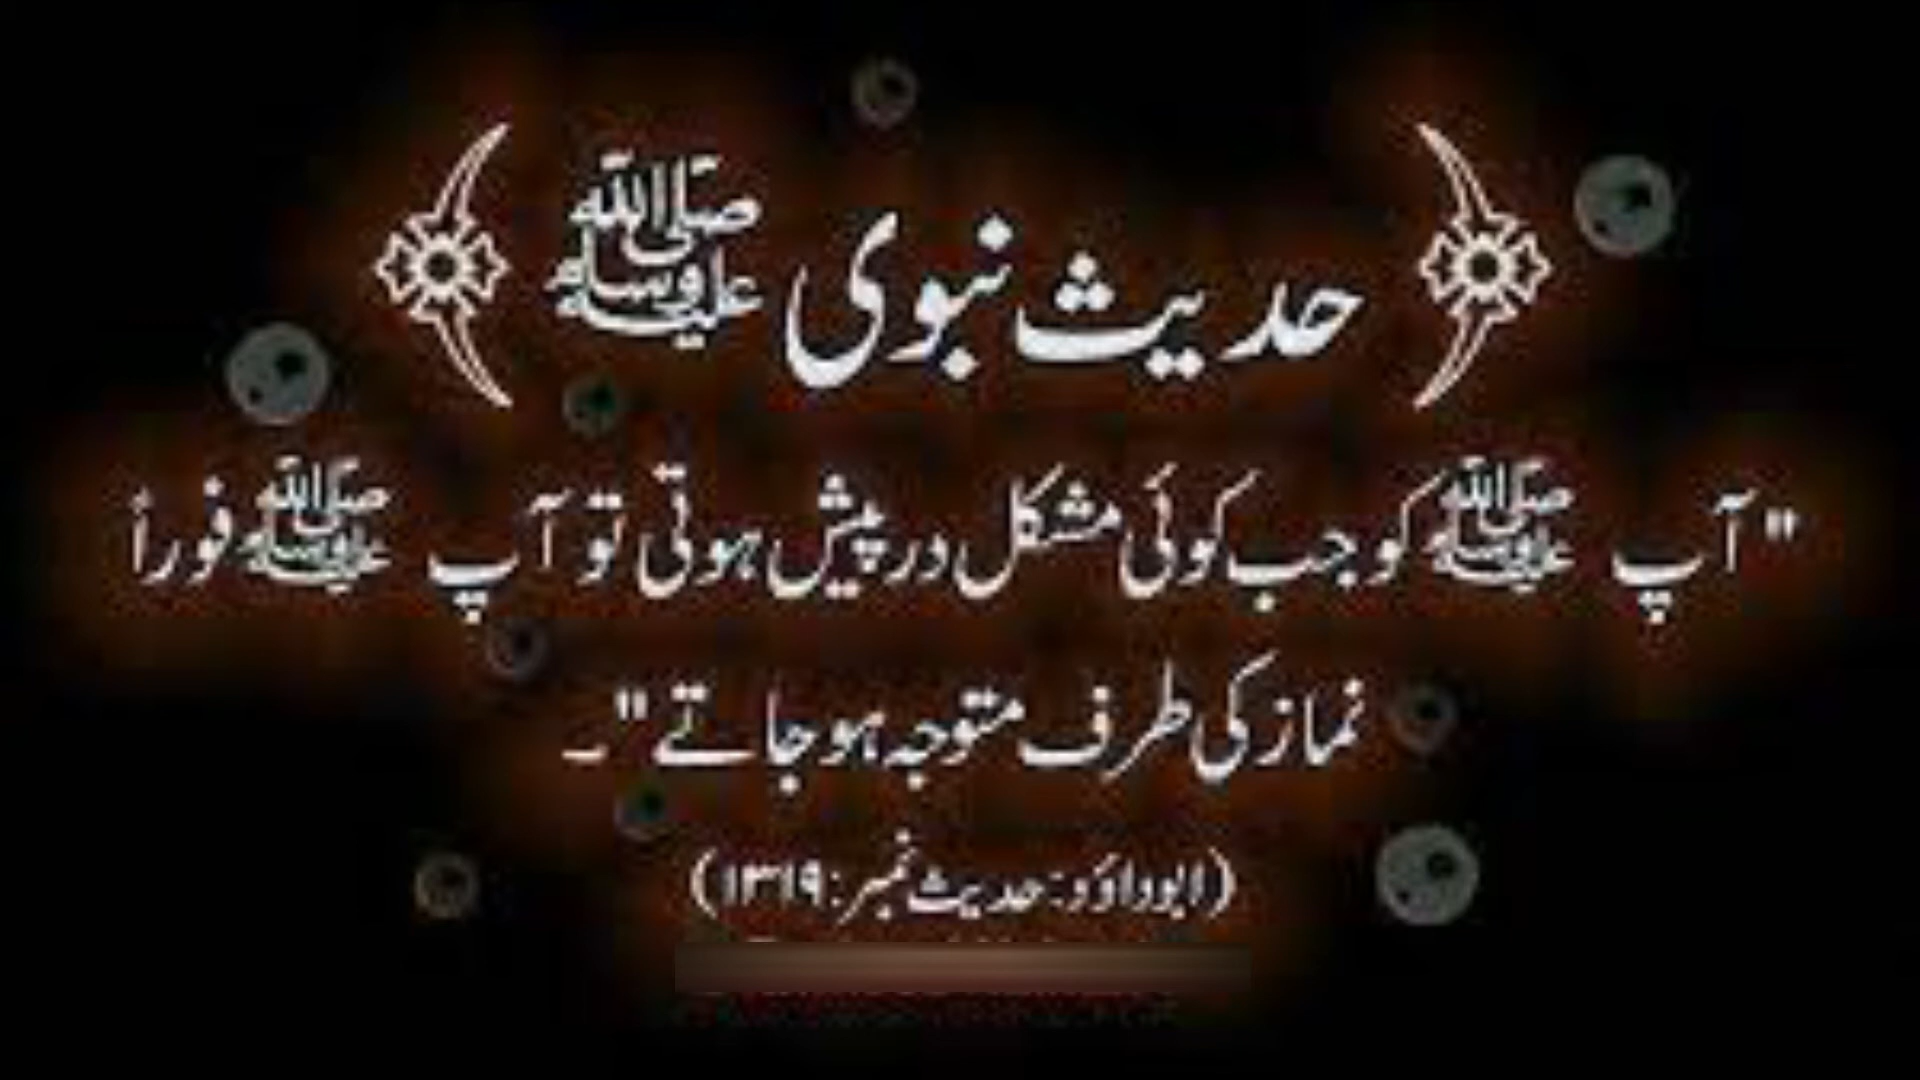 حدیث نبوی ﷺ
"آپ ﷺ کو جب کوئی مشکل درپیش ہوتی تو آپ ﷺ فوراً
نماز کی طرف متوجہ ہو جاتے"۔
(ابوداؤد: حدیث نمبر: ۱۳۱۹)